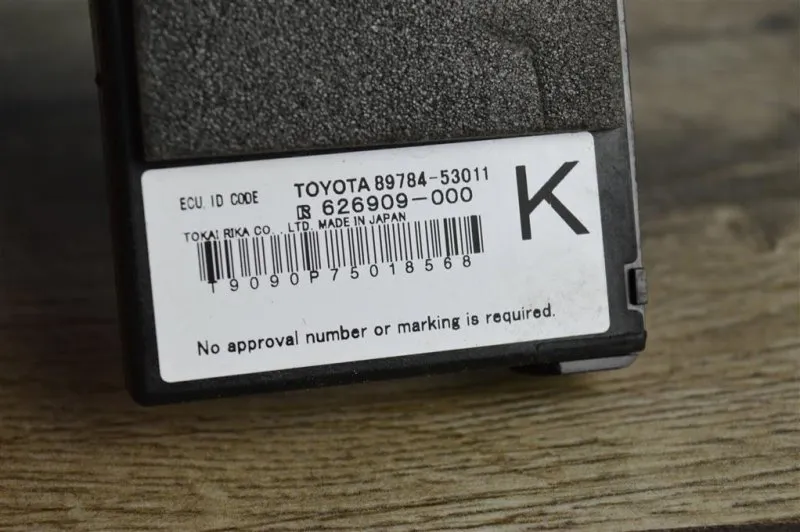 ECU, ID CODE TOYOTA 89784-53011
R 626909-000
TOKAI RIKA CO., LTD. MADE IN JAPAN
T9090P75018568
K
No approval number or marking is required.